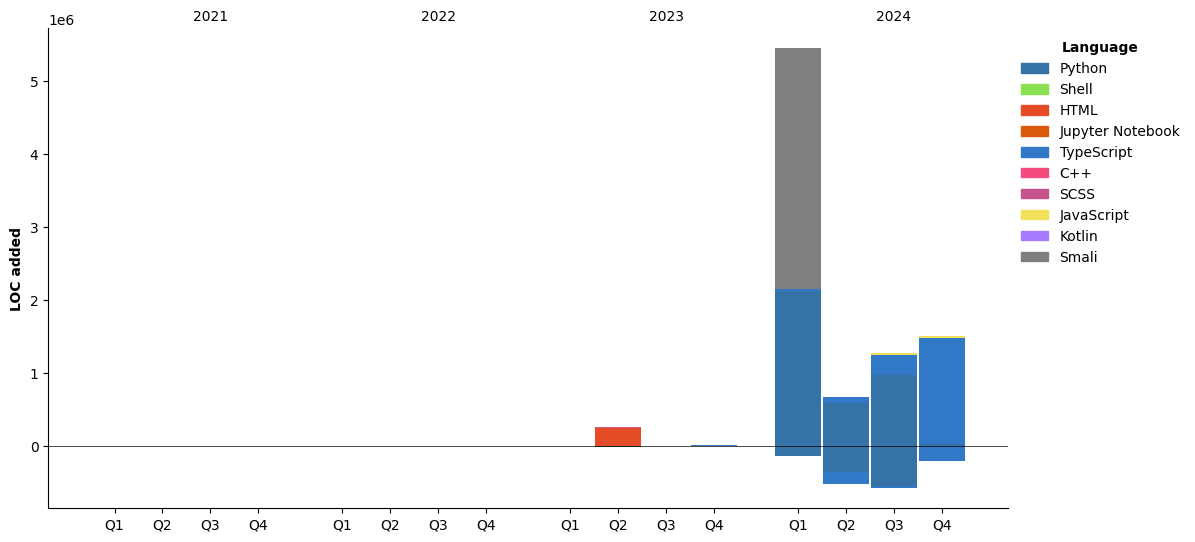 1e6
2021 2022 2023 2024
Language
Python
Shell
HTML
Jupyter Notebook
TypeScript
C++
SCSS
JavaScript
Kotlin
Smali
LOC added
5
4
3
2
1
0
Q1 Q2 Q3 Q4 Q1 Q2 Q3 Q4 Q1 Q2 Q3 Q4 Q1 Q2 Q3 Q4